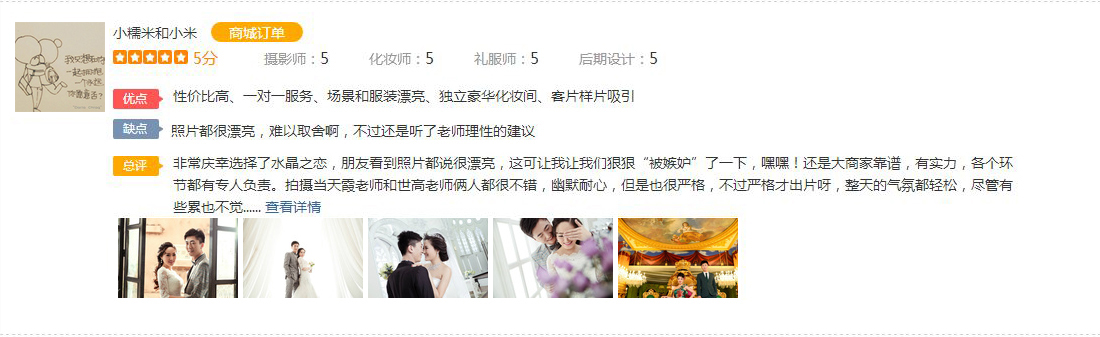 小糯米和小米 商城订单
5分 摄影师：5 化妆师：5 礼服师：5 后期设计：5
优点 性价比高、一对一服务、场景和服装漂亮、独立豪华化妆间、客片样片吸引
缺点 照片都很漂亮，难以取舍啊，不过还是听了老师理性的建议
总评 非常庆幸选择了水晶之恋，朋友看到照片都说很漂亮，这可让我让我们狠狠“被嫉妒”了一下，嘿嘿！还是大商家靠谱，有实力，各个环
节都有专人负责。拍摄当天霞老师和世高老师俩人都很不错，幽默耐心，但是也很严格，不过严格才出片呀，整天的气氛都轻松，尽管有
些累也不觉...... 查看详情